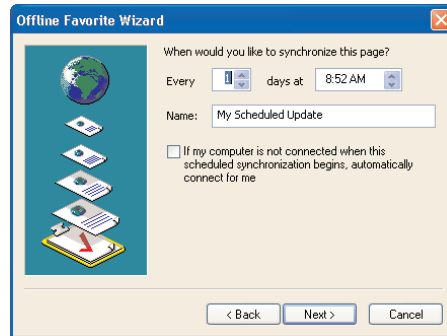 Offline Favorite Wizard
When would you like to synchronize this page?
Every 1 days at 8:52 AM
Name: My Scheduled Update
If my computer is not connected when this
scheduled synchronization begins, automatically
connect for me
< Back Next > Cancel